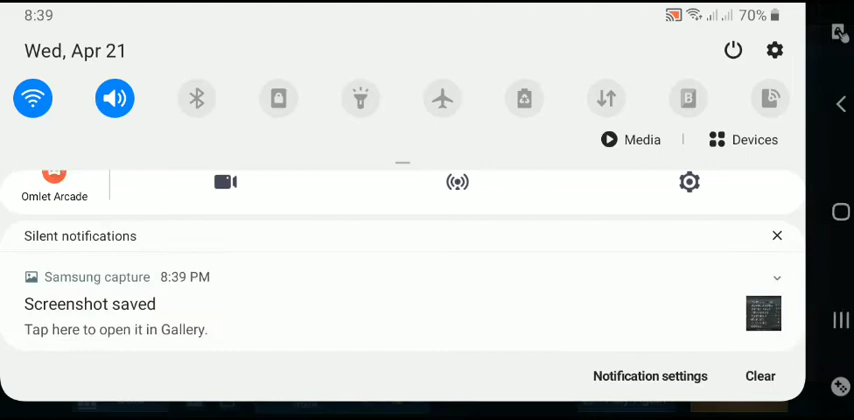 8:39
70%
Wed, Apr 21
Media
Devices
Omlet Arcade
Silent notifications
Samsung capture 8:39 PM
Screenshot saved
Tap here to open it in Gallery.
Notification settings
Clear